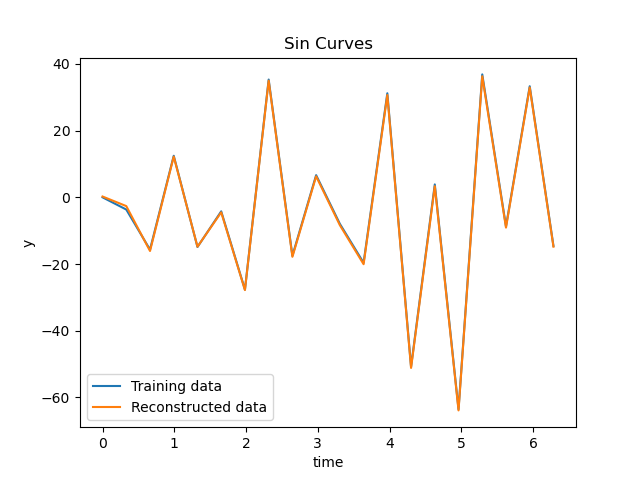 Sin Curves
40
20
0
−20
−40
−60
y
Training data
Reconstructed data
0 1 2 3 4 5 6
time